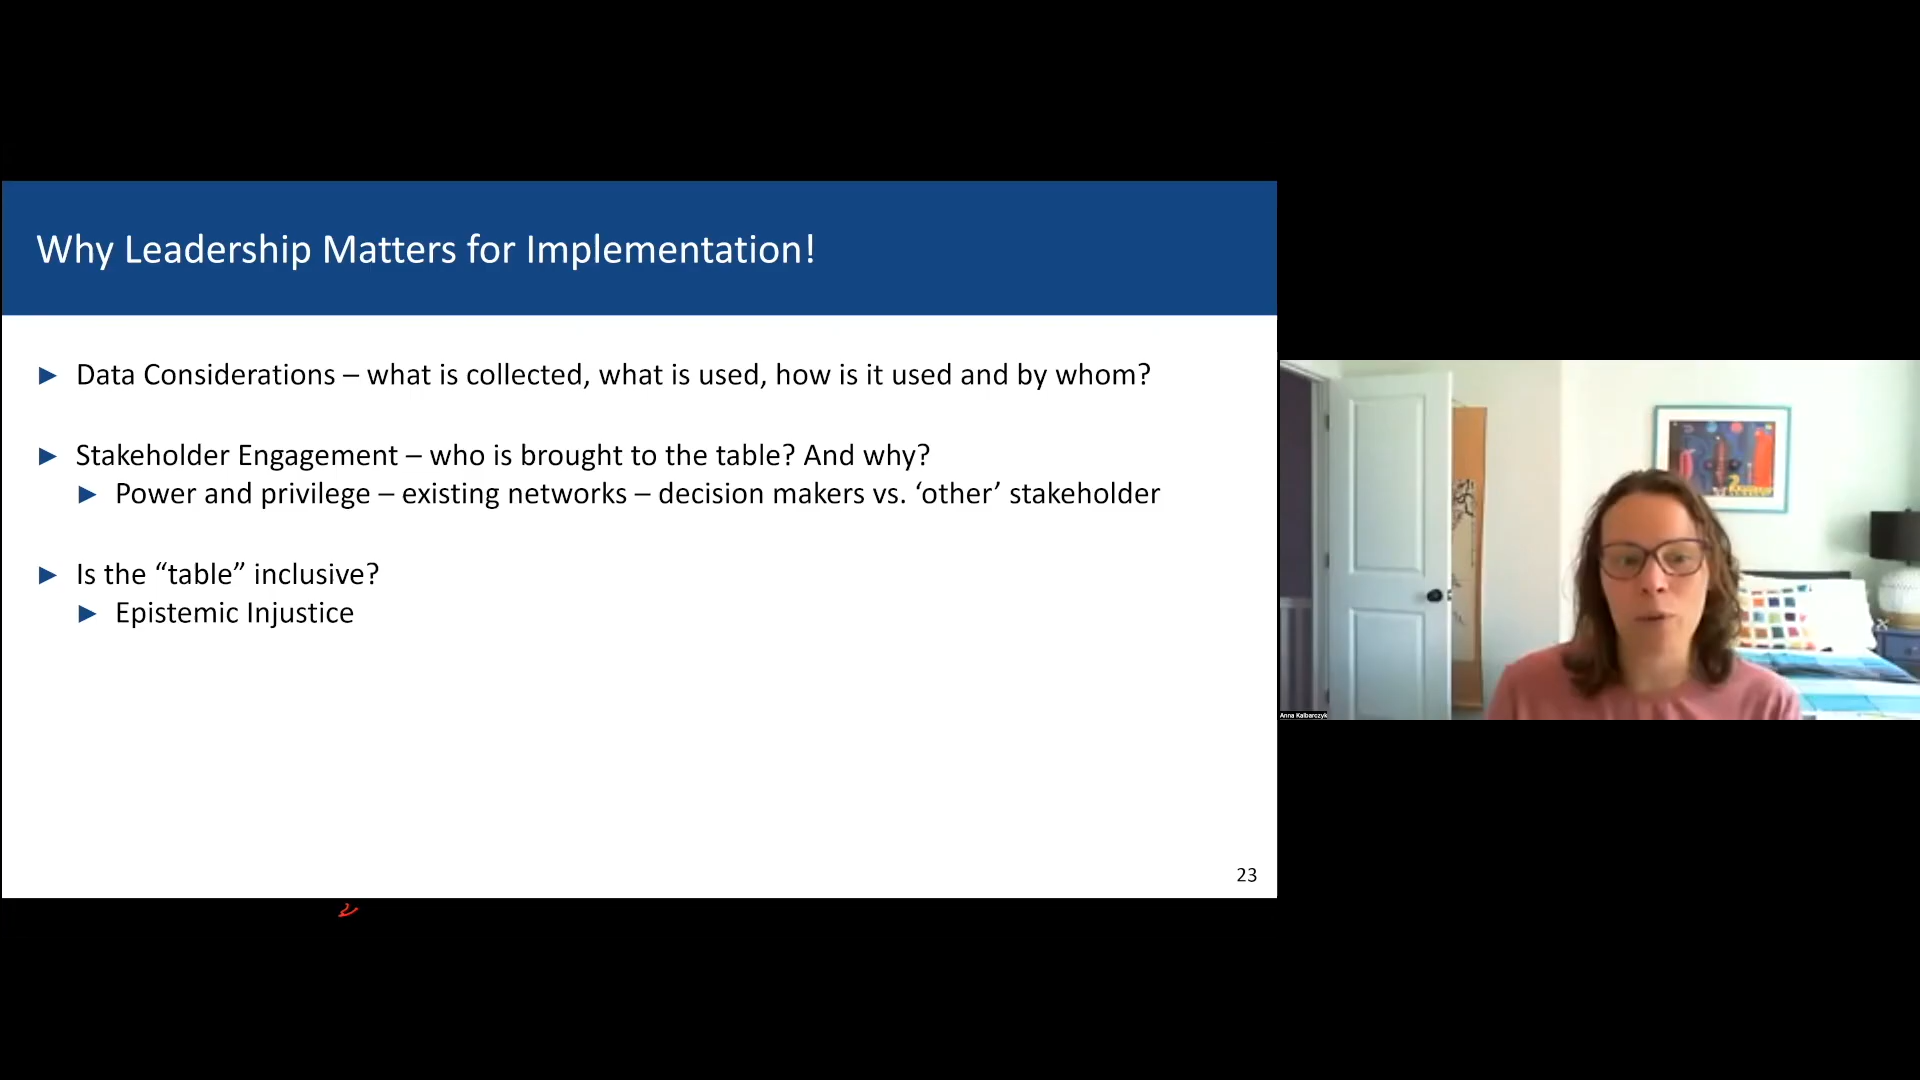 Why Leadership Matters for Implementation!
► Data Considerations – what is collected, what is used, how is it used and by whom?
► Stakeholder Engagement – who is brought to the table? And why?
► Power and privilege – existing networks – decision makers vs. ‘other’ stakeholder
► Is the “table” inclusive?
► Epistemic Injustice
23
Anna Kalbarczyk